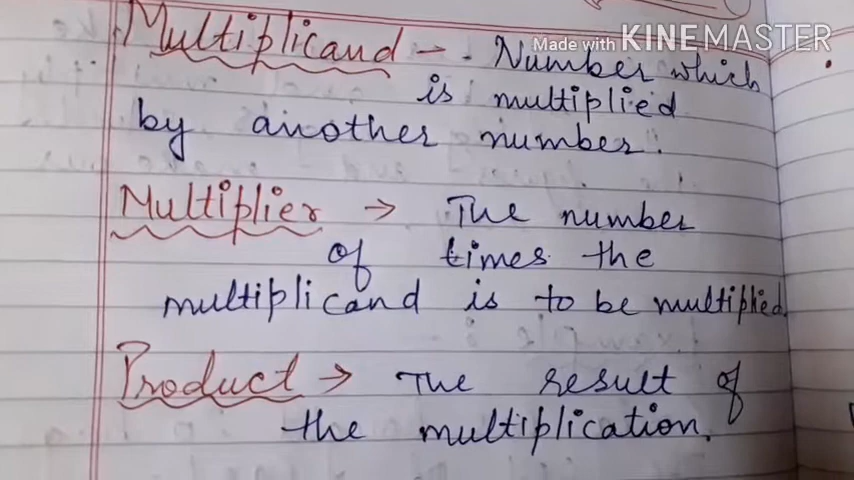 Made with KINEMASTER
Multiplicand - . Number which
is multiplied
by another number.
Multiplier → The number
of times the
multiplicand is to be multiplied
Product → The result of
the multiplication.